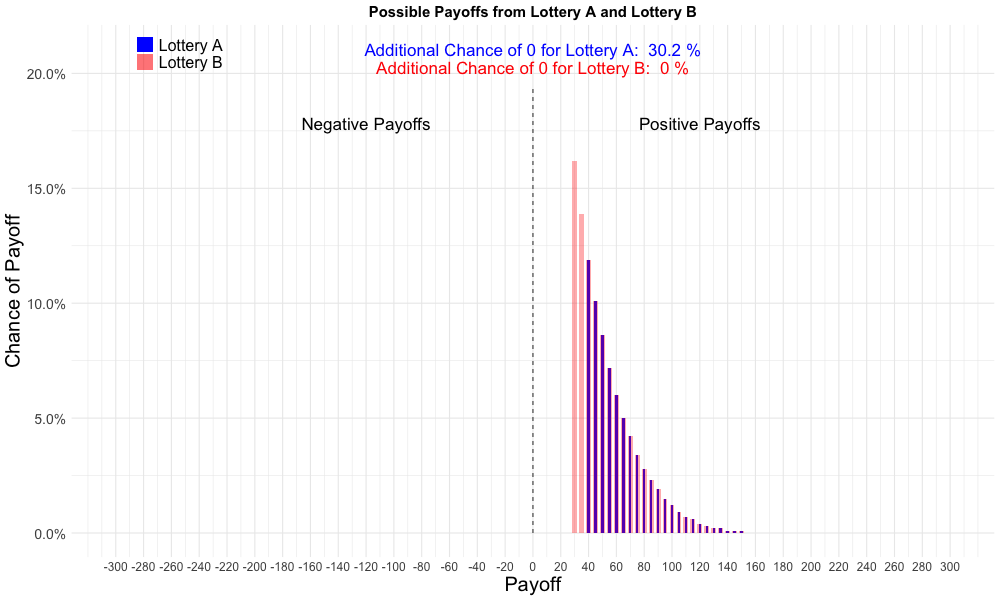 Possible Payoffs from Lottery A and Lottery B
Lottery A
Lottery B
Additional Chance of 0 for Lottery A:  30.2 %
Additional Chance of 0 for Lottery B:  0 %
Negative Payoffs
Positive Payoffs
Chance of Payoff
20.0%
15.0%
10.0%
5.0%
0.0%
-300 -280 -260 -240 -220 -200 -180 -160 -140 -120 -100 -80 -60 -40 -20 0 20 40 60 80 100 120 140 160 180 200 220 240 260 280 300
Payoff